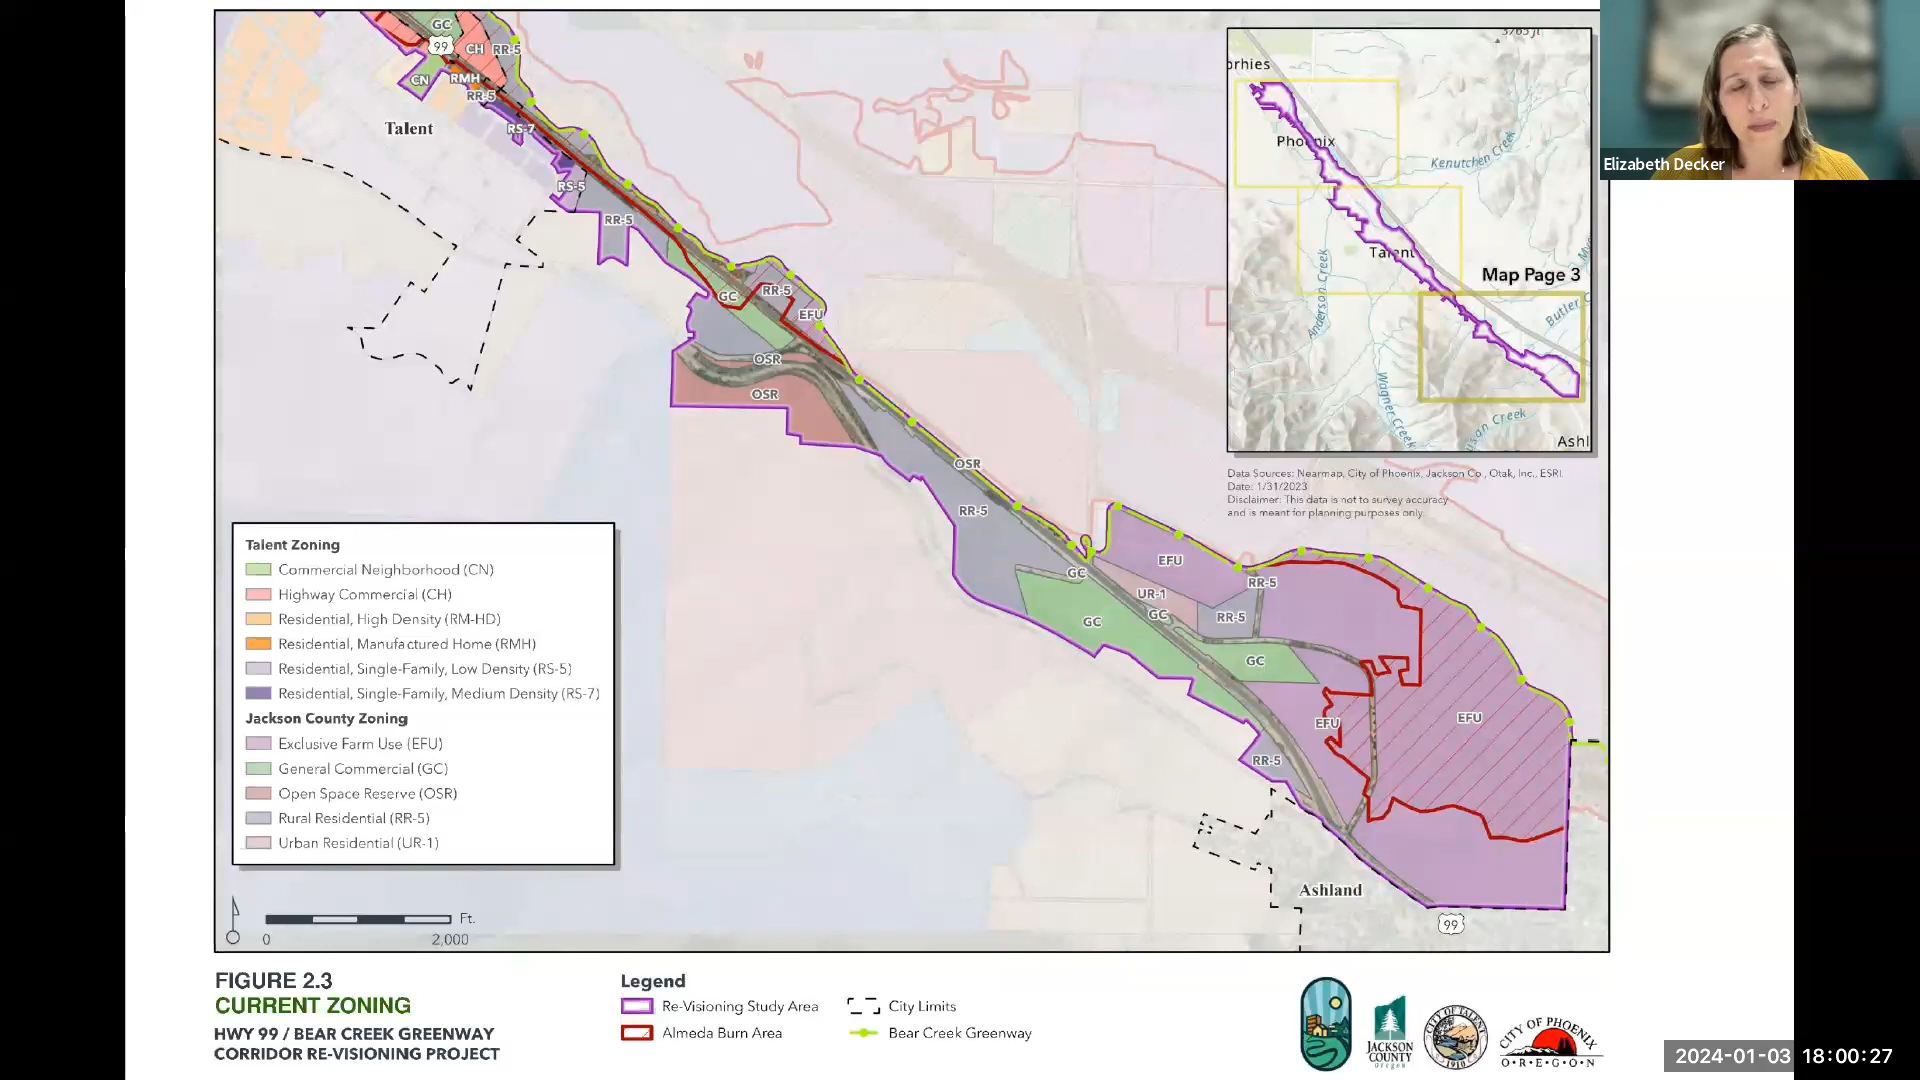 GC
99
CH
RR-5
CN
RMH
RR-5
Talent
RS-7
RS-5
RR-5
GC
RR-5
EFU
OSR
OSR
OSR
RR-5
GC
EFU
RR-5
UR-1
GC
RR-5
GC
GC
EFU
EFU
RR-5
Ashland
99
Phoenix
Kenutchen Creek
Talent
Map Page 3
Anderson Creek
Butler C
Wagner Creek
Creek
Ashl
Data Sources: Nearmap, City of Phoenix, Jackson Co., Otak, Inc., ESRI.
Date: 1/31/2023
Disclaimer: This data is not to survey accuracy
and is meant for planning purposes only.
Elizabeth Decker
Talent Zoning
Commercial Neighborhood (CN)
Highway Commercial (CH)
Residential, High Density (RM-HD)
Residential, Manufactured Home (RMH)
Residential, Single-Family, Low Density (RS-5)
Residential, Single-Family, Medium Density (RS-7)
Jackson County Zoning
Exclusive Farm Use (EFU)
General Commercial (GC)
Open Space Reserve (OSR)
Rural Residential (RR-5)
Urban Residential (UR-1)
Ft.
0 2,000
FIGURE 2.3
CURRENT ZONING
HWY 99 / BEAR CREEK GREENWAY
CORRIDOR RE-VISIONING PROJECT
Legend
Re-Visioning Study Area
City Limits
Almeda Burn Area
Bear Creek Greenway
JACKSON
COUNTY
Oregon
CITY OF TALENT
1910
CITY OF PHOENIX
O·R·E·G·O·N
2024-01-03 18:00:27